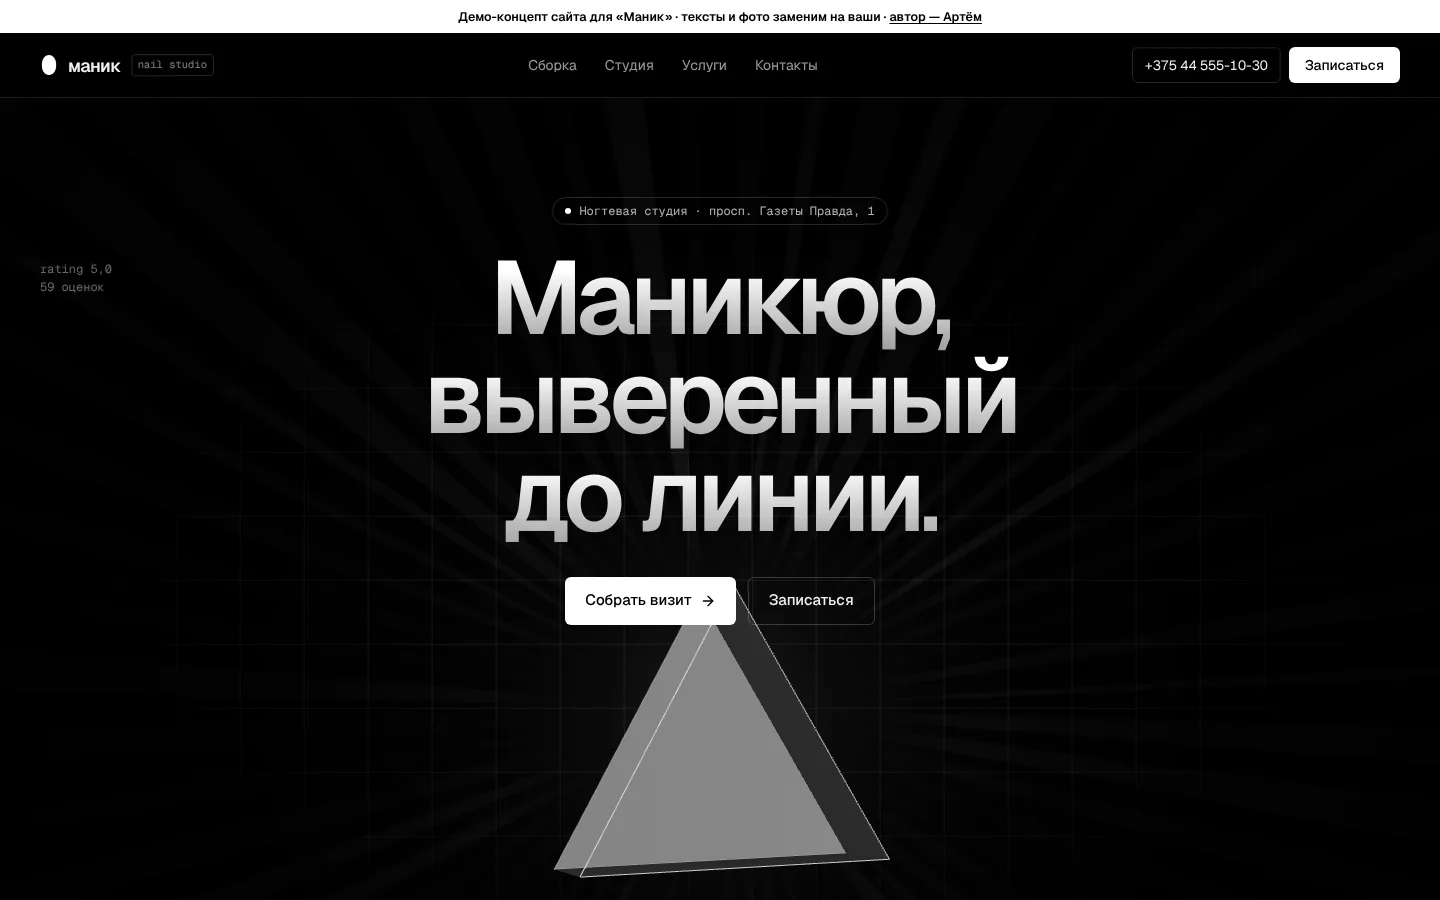 Демо-концепт сайта для «Маник» · тексты и фото заменим на ваши · автор — Артём
маник
nail studio
Сборка
Студия
Услуги
Контакты
+375 44 555-10-30
Записаться
Ногтевая студия · просп. Газеты Правда, 1
rating 5,0
59 оценок
Маникюр,
выверенный
до линии.
Собрать визит →
Записаться